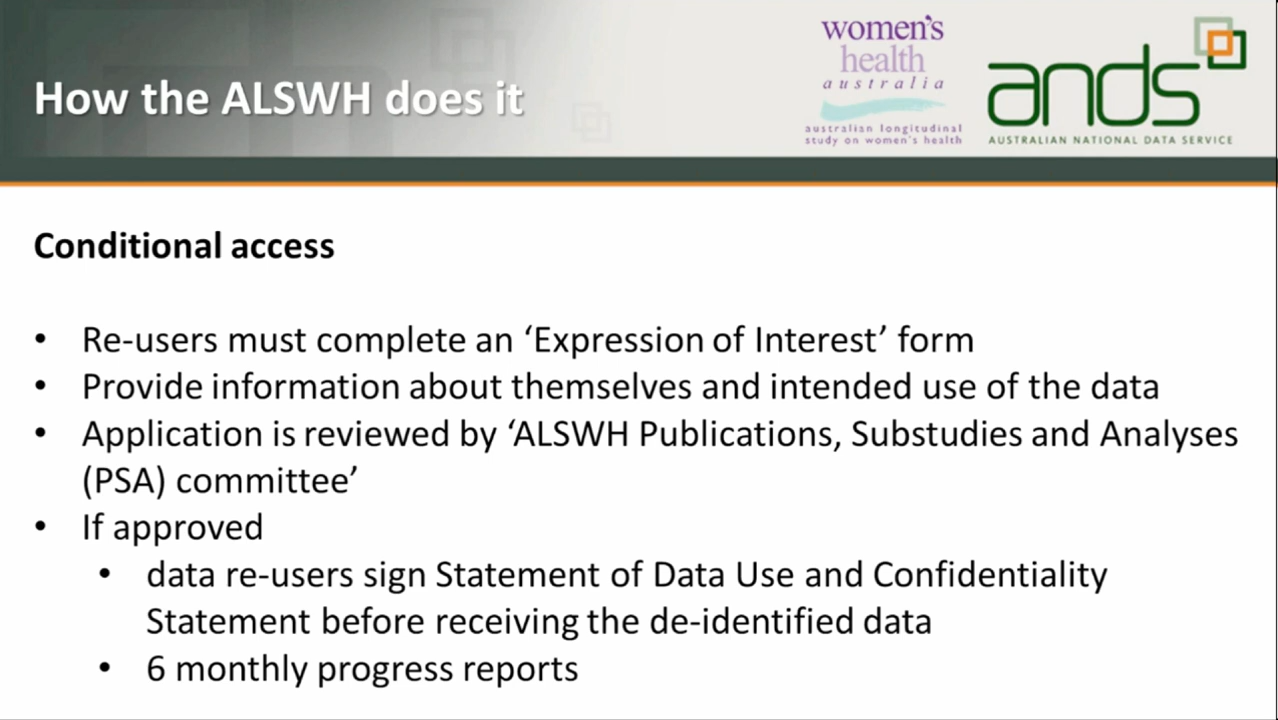 How the ALSWH does it
women's
health
australia
australian longitudinal
study on women's health
ands
AUSTRALIAN NATIONAL DATA SERVICE
Conditional access
• Re-users must complete an ‘Expression of Interest’ form
• Provide information about themselves and intended use of the data
• Application is reviewed by ‘ALSWH Publications, Substudies and Analyses
(PSA) committee’
• If approved
• data re-users sign Statement of Data Use and Confidentiality
Statement before receiving the de-identified data
• 6 monthly progress reports